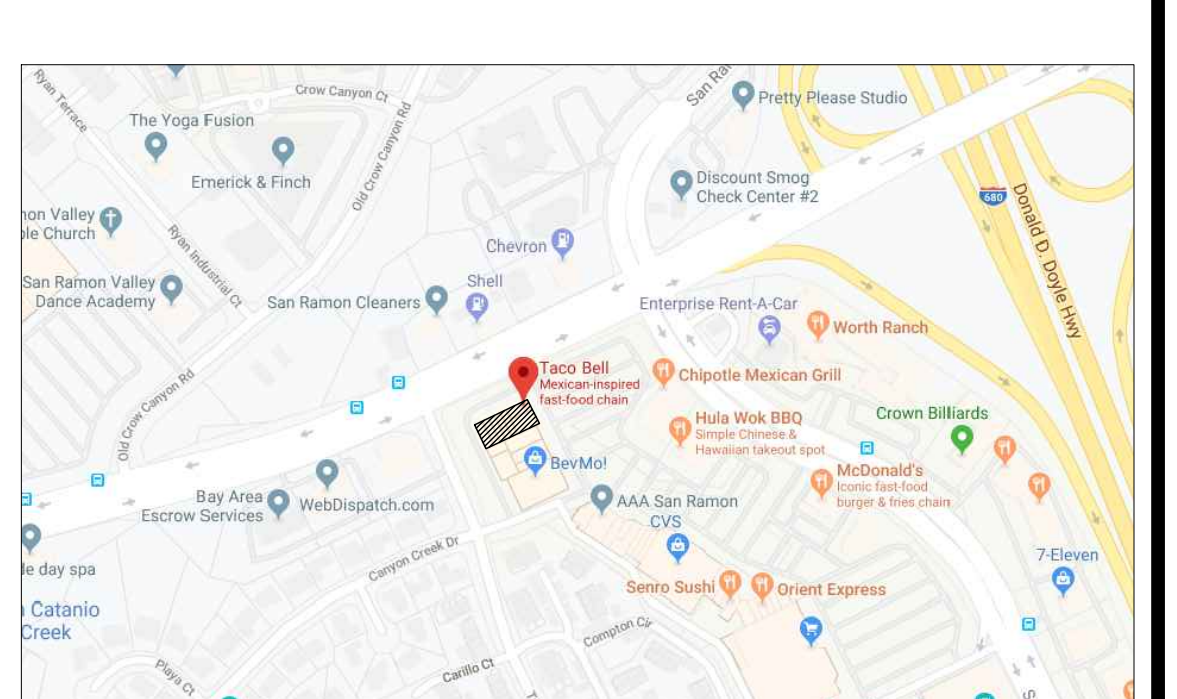 Ryan Terrace
Crow Canyon Ct
San Ra
Pretty Please Studio
The Yoga Fusion
Old Crow Canyon Rd
Emerick & Finch
Discount Smog
Check Center #2
680
Donald D. Doyle Hwy
non Valley
ole Church
Ryan Industrial Ct
Chevron
San Ramon Valley
Dance Academy
Shell
San Ramon Cleaners
Enterprise Rent-A-Car
Worth Ranch
Taco Bell
Mexican-inspired
fast-food chain
Chipotle Mexican Grill
Old Crow Canyon Rd
Hula Wok BBQ
Simple Chinese &
Hawaiian takeout spot
Crown Billiards
BevMo!
McDonald's
Iconic fast-food
burger & fries chain
Bay Area
Escrow Services
WebDispatch.com
AAA San Ramon
CVS
de day spa
Canyon Creek Dr
7-Eleven
Senro Sushi
Orient Express
Catanio
Creek
Compton Cir
Playa Ct
Carillo Ct